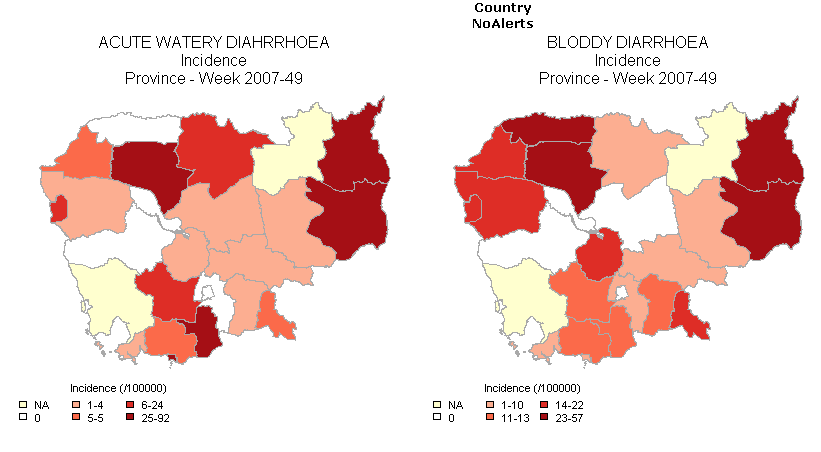 Country
NoAlerts
ACUTE WATERY DIAHRRHOEA
Incidence
Province - Week 2007-49
BLODDY DIARRHOEA
Incidence
Province - Week 2007-49
Incidence (/100000)
NA 1-4 6-24
0 5-5 25-92
Incidence (/100000)
NA 1-10 14-22
0 11-13 23-57